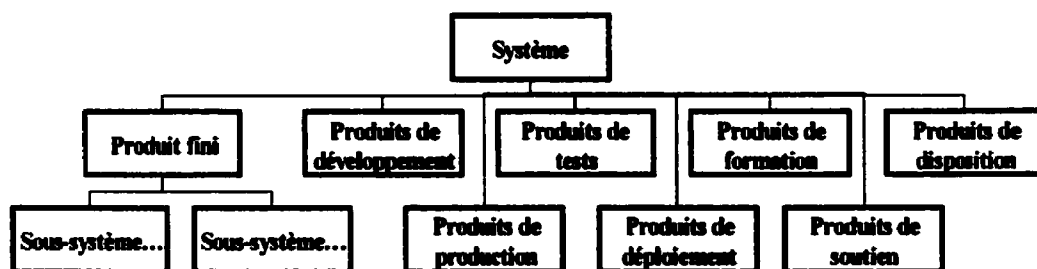 Système
Produit fini
Produits de
développement
Produits de
tests
Produits de
formation
Produits de
disposition
Sous-système...
Sous-système...
Produits de
production
Produits de
déploiement
Produits de
soutien